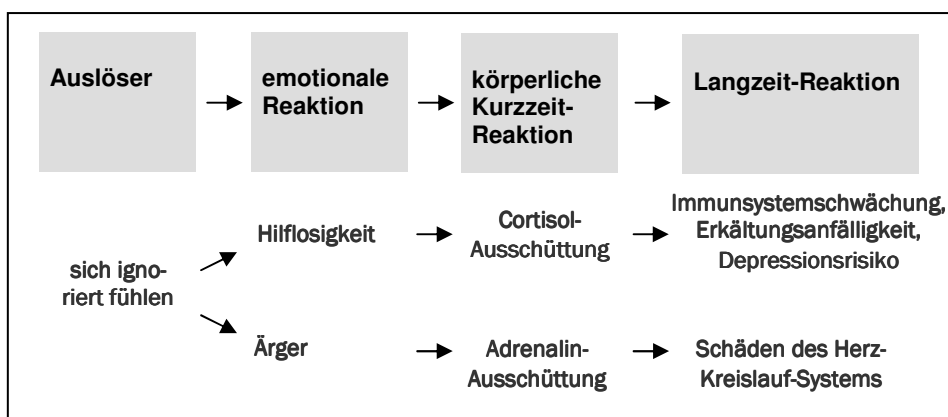 Auslöser
emotionale
Reaktion
körperliche
Kurzzeit-
Reaktion
Langzeit-Reaktion
sich igno-
riert fühlen
Hilflosigkeit
Cortisol-
Ausschüttung
Immunsystemschwächung,
Erkältungsanfälligkeit,
Depressionsrisiko
Ärger
Adrenalin-
Ausschüttung
Schäden des Herz-
Kreislauf-Systems